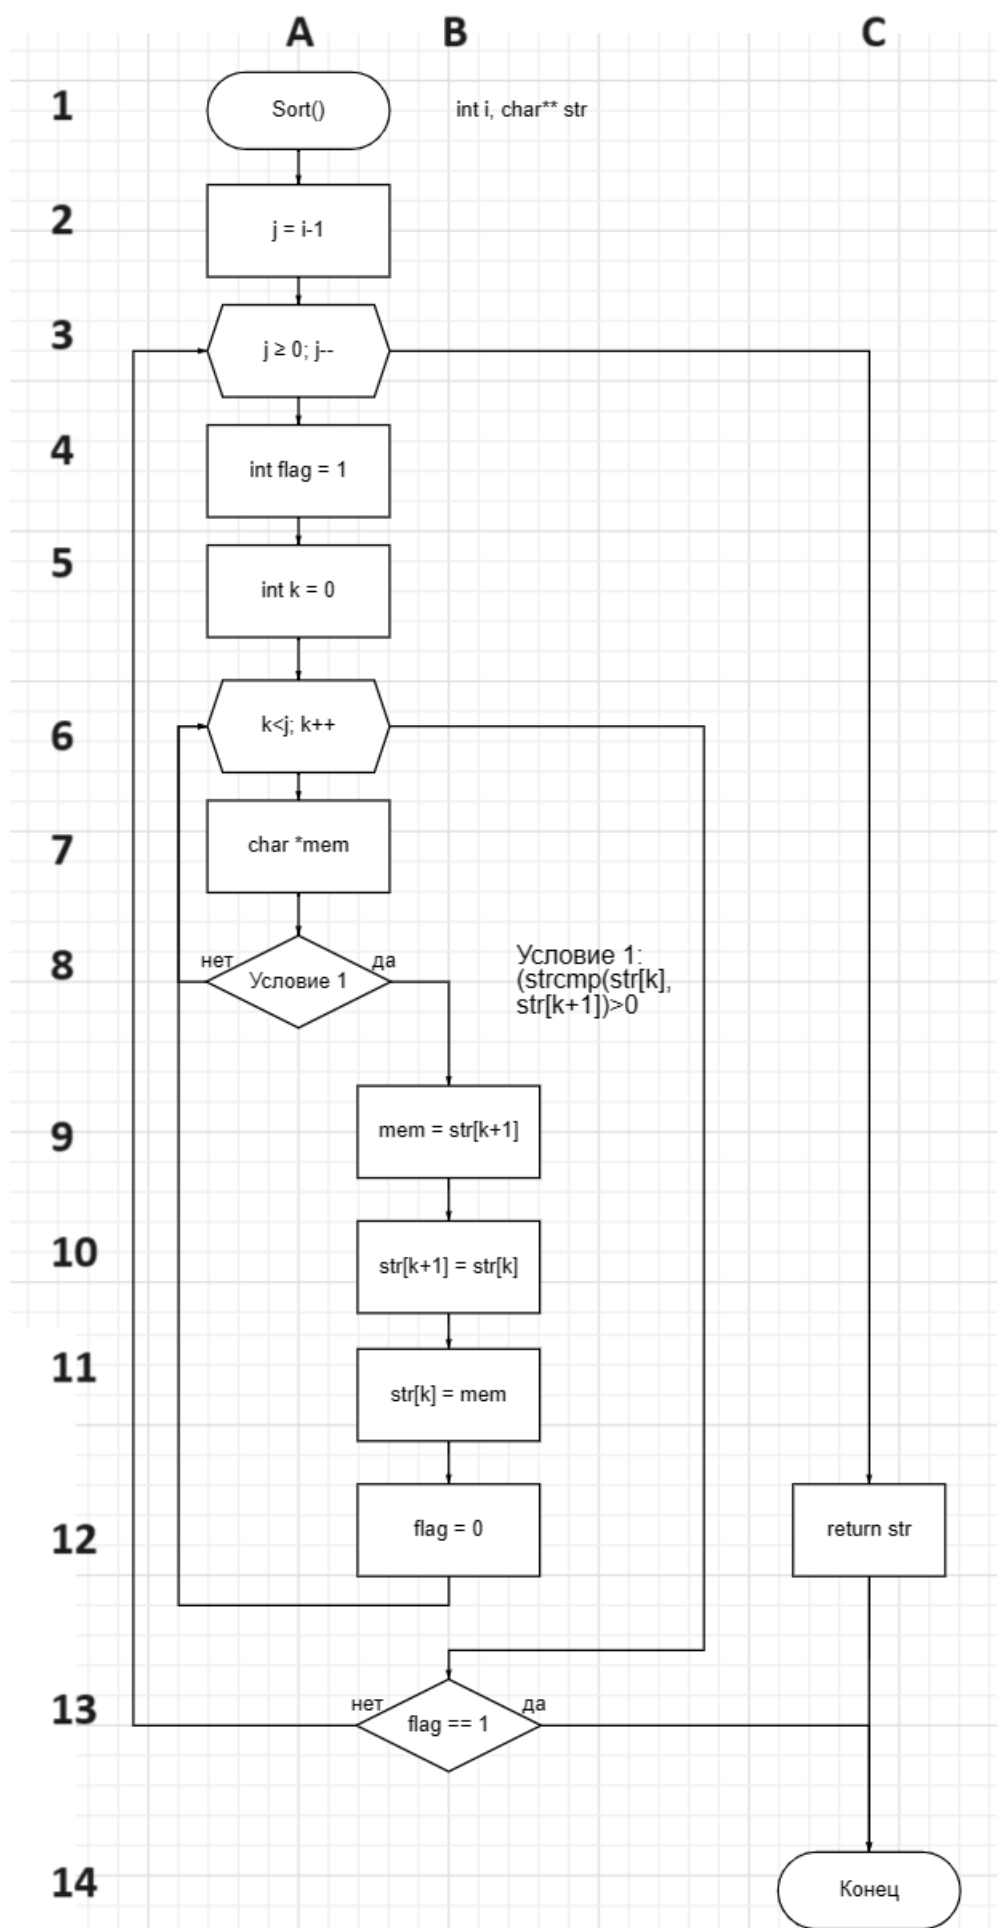 A B C
1
Sort()
int i, char** str
2
j = i-1
3
j ≥ 0; j--
4
int flag = 1
5
int k = 0
6
k<j; k++
7
char *mem
8
нет
Условие 1
да
Условие 1:
(strcmp(str[k],
str[k+1])>0
9
mem = str[k+1]
10
str[k+1] = str[k]
11
str[k] = mem
12
flag = 0
return str
13
нет
flag == 1
да
14
Конец